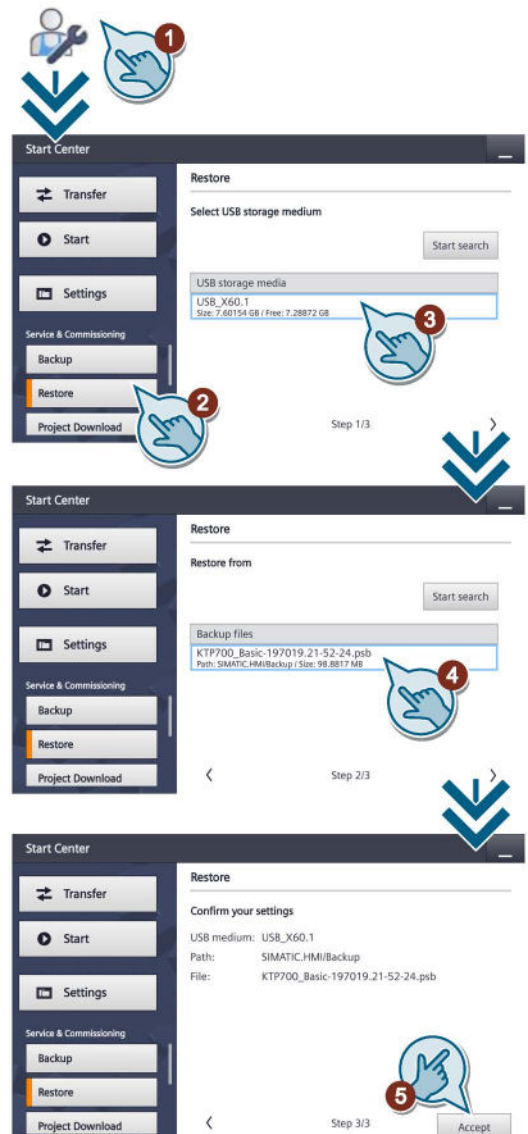 1
Start Center
Transfer
Start
Settings
Service & Commissioning
Backup
Restore
Project Download
2
Restore
Select USB storage medium
Start search
USB storage media
USB_X60.1
Size: 7.60154 GB / Free: 7.28872 GB
3
Step 1/3
Start Center
Transfer
Start
Settings
Service & Commissioning
Backup
Restore
Project Download
Restore
Restore from
Start search
Backup files
KTP700_Basic-197019.21-52-24.psb
Path: SIMATIC.HMI/Backup / Size: 98.8817 MB
4
Step 2/3
Start Center
Transfer
Start
Settings
Service & Commissioning
Backup
Restore
Project Download
Restore
Confirm your settings
USB medium: USB_X60.1
Path: SIMATIC.HMI/Backup
File: KTP700_Basic-197019.21-52-24.psb
5
Step 3/3
Accept